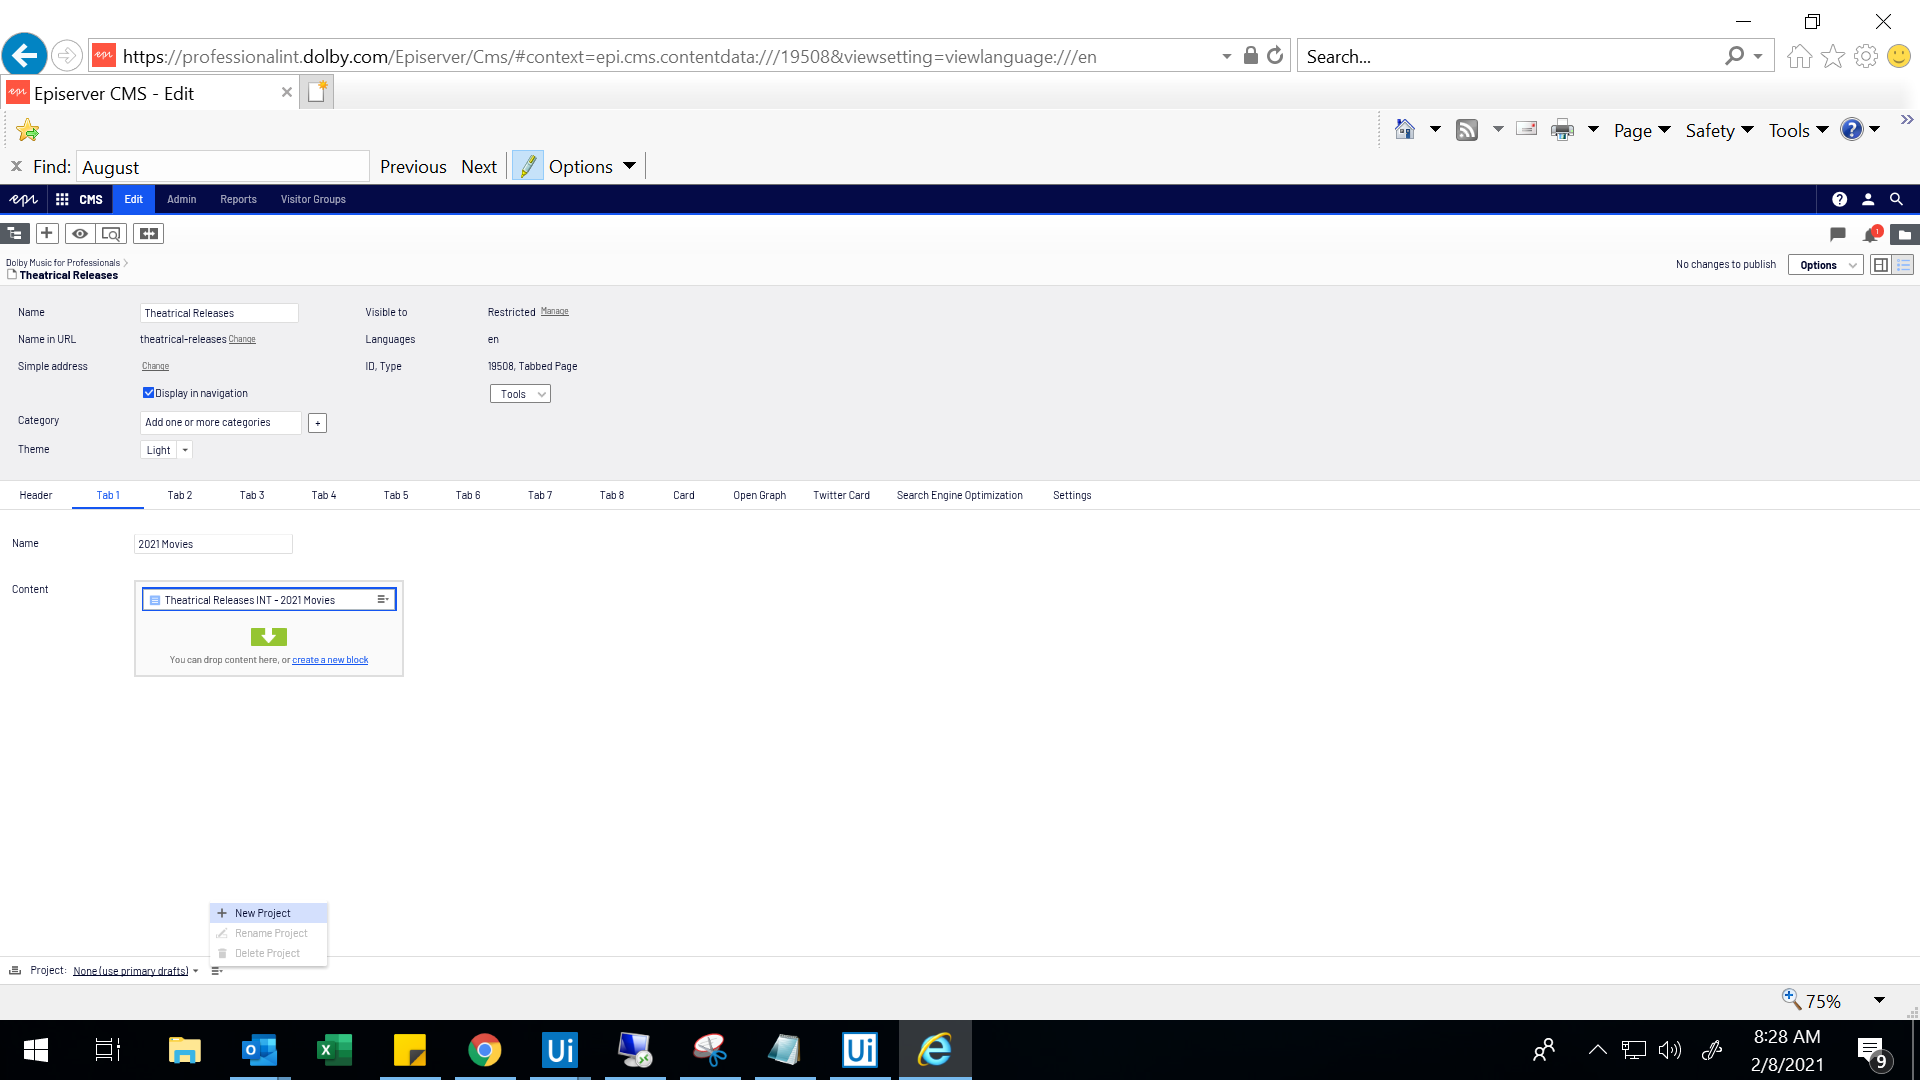 https://professionalint.dolby.com/Episerver/Cms/#context=epi.cms.contentdata:///19508&viewsetting=viewlanguage:///en
Search...
Episerver CMS - Edit
Page
Safety
Tools
x Find: August Previous Next Options
epi CMS Edit Admin Reports Visitor Groups
1
Dolby Music for Professionals
Theatrical Releases
No changes to publish Options
Name Theatrical Releases Visible to Restricted Manage
Name in URL theatrical-releases Change Languages en
Simple address Change ID, Type 19508, Tabbed Page
Display in navigation Tools
Category Add one or more categories +
Theme Light
Header Tab 1 Tab 2 Tab 3 Tab 4 Tab 5 Tab 6 Tab 7 Tab 8 Card Open Graph Twitter Card Search Engine Optimization Settings
Name 2021 Movies
Content Theatrical Releases INT - 2021 Movies
You can drop content here, or create a new block
New Project
Rename Project
Delete Project
Project: None (use primary drafts)
75%
Ui
Ui
8:28 AM
2/8/2021
9